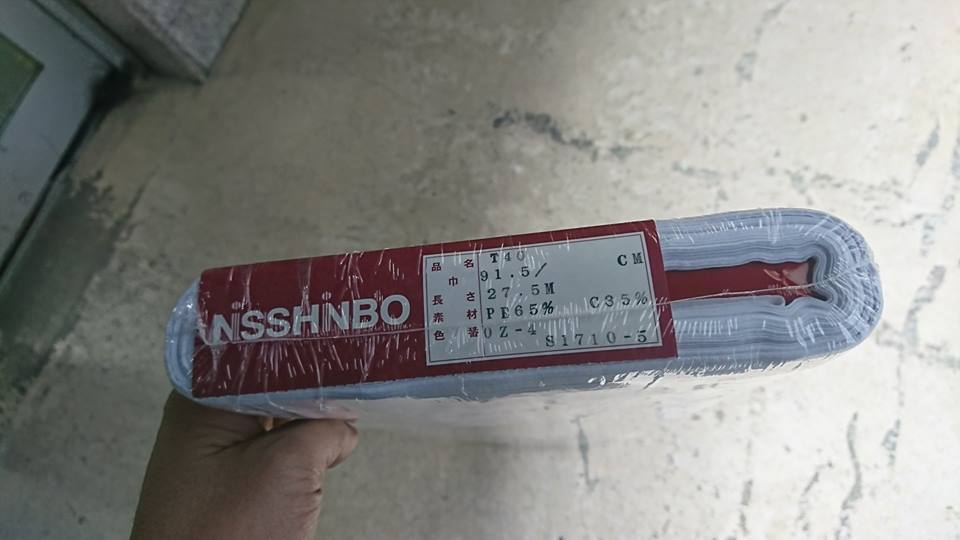 NISSHINBO
品 名 T40
巾 91.5/ CM
長 さ 27.5M
素 材 PE65% C35%
色 番 OZ-4 S1710-5